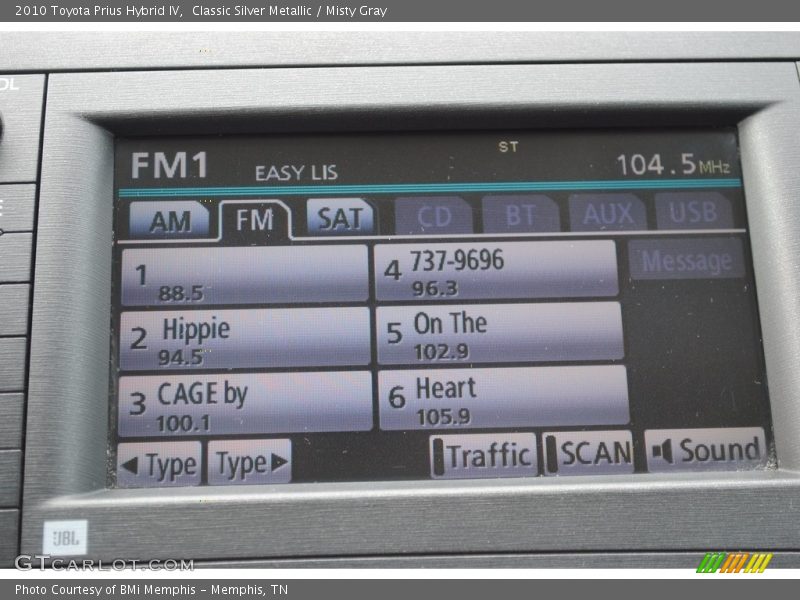 2010 Toyota Prius Hybrid IV, Classic Silver Metallic / Misty Gray
FM1 EASY LIS ST 104.5 MHz
AM FM SAT CD BT AUX USB
1 88.5
4 737-9696 96.3
Message
2 Hippie 94.5
5 On The 102.9
3 CAGE by 100.1
6 Heart 105.9
Type Type Traffic SCAN Sound
JBL
GTCARLOT.COM
Photo Courtesy of BMi Memphis - Memphis, TN